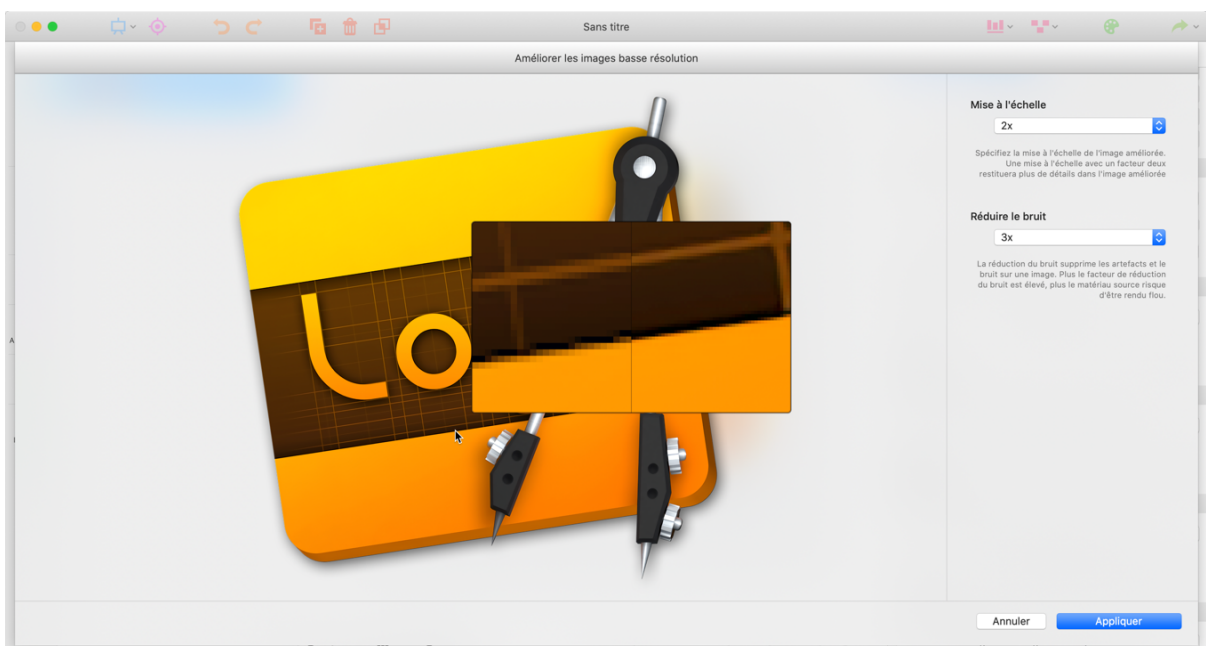 Sans titre
Améliorer les images basse résolution
Mise à l'échelle
2x
Spécifiez la mise à l'échelle de l'image améliorée.
Une mise à l'échelle avec un facteur deux
restituera plus de détails dans l'image améliorée
Réduire le bruit
3x
La réduction du bruit supprime les artefacts et le
bruit sur une image. Plus le facteur de réduction
du bruit est élevé, plus le matériau source risque
d'être rendu flou.
Lo
A
Annuler
Appliquer